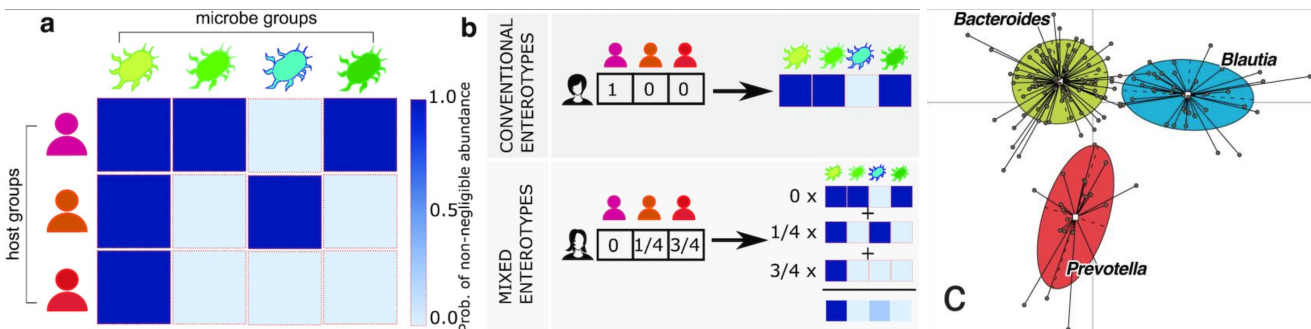 a
microbe groups
host groups
1.0
0.5
0.0
Prob. of non-negligible abundance
b
CONVENTIONAL
ENTEROTYPES
1 0 0
MIXED
ENTEROTYPES
0 1/4 3/4
0 x
+
1/4 x
+
3/4 x
Bacteroides
Blautia
Prevotella
C